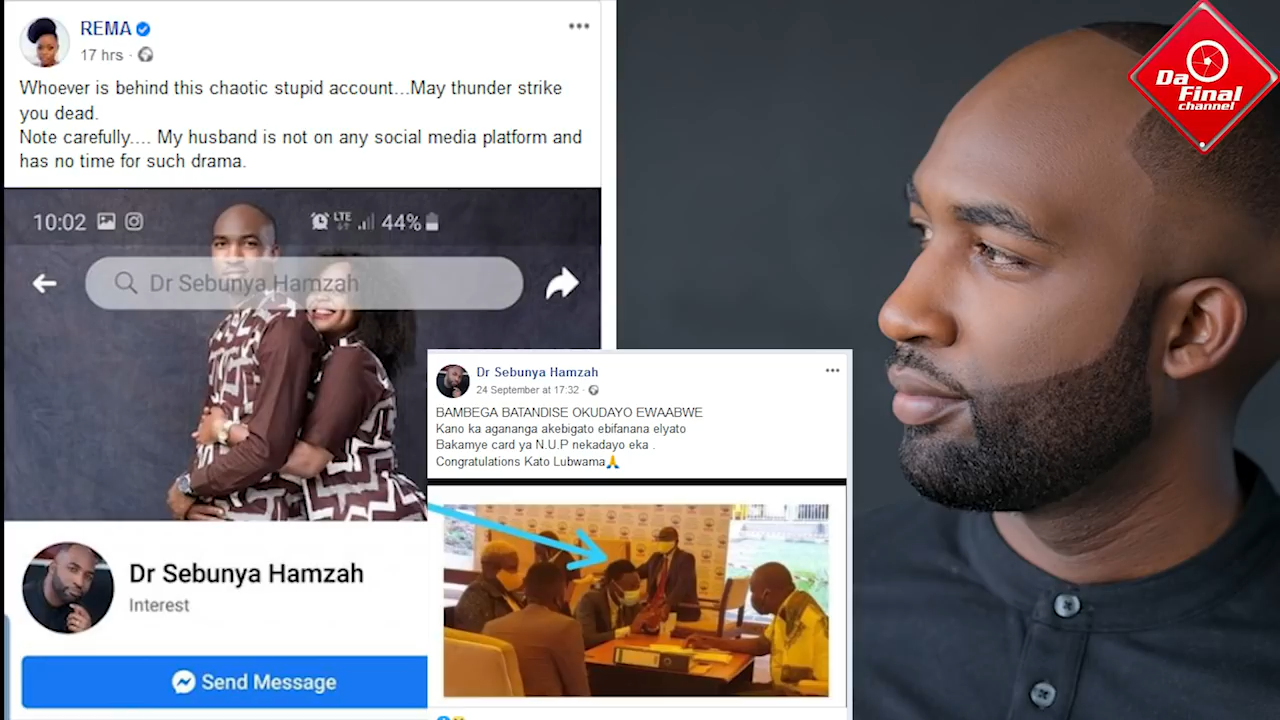 REMA
17 hrs ·
Whoever is behind this chaotic stupid account...May thunder strike
you dead.
Note carefully.... My husband is not on any social media platform and
has no time for such drama.
10:02 LTE 44%
Dr Sebunya Hamzah
Dr Sebunya Hamzah
Interest
Send Message
Dr Sebunya Hamzah
24 September at 17:32 ·
BAMBEGA BATANDISE OKUDAYO EWAABWE
Kano ka agananga akebigato ebifanana elyato
Bakamye card ya N.U.P nekadayo eka .
Congratulations Kato Lubwama🙏
Da
Final
channel